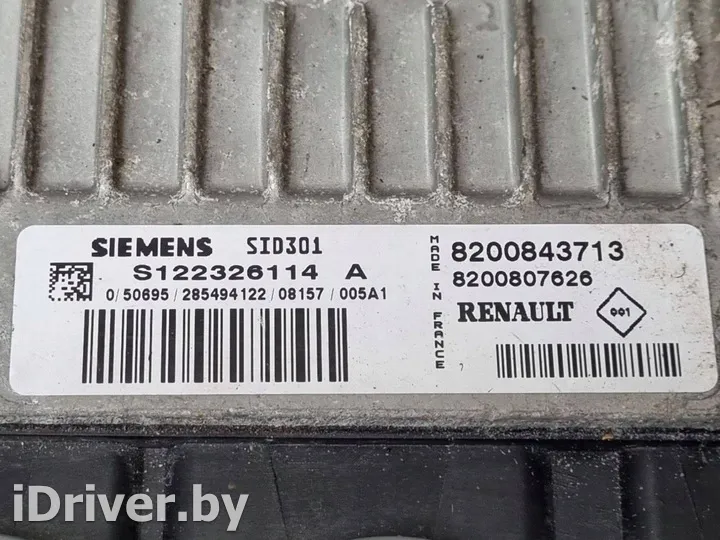 SIEMENS SID301
S122326114 A
0/50695/285494122/08157/005A1
MADE IN FRANCE
8200843713
8200807626
RENAULT 001
iDriver.by